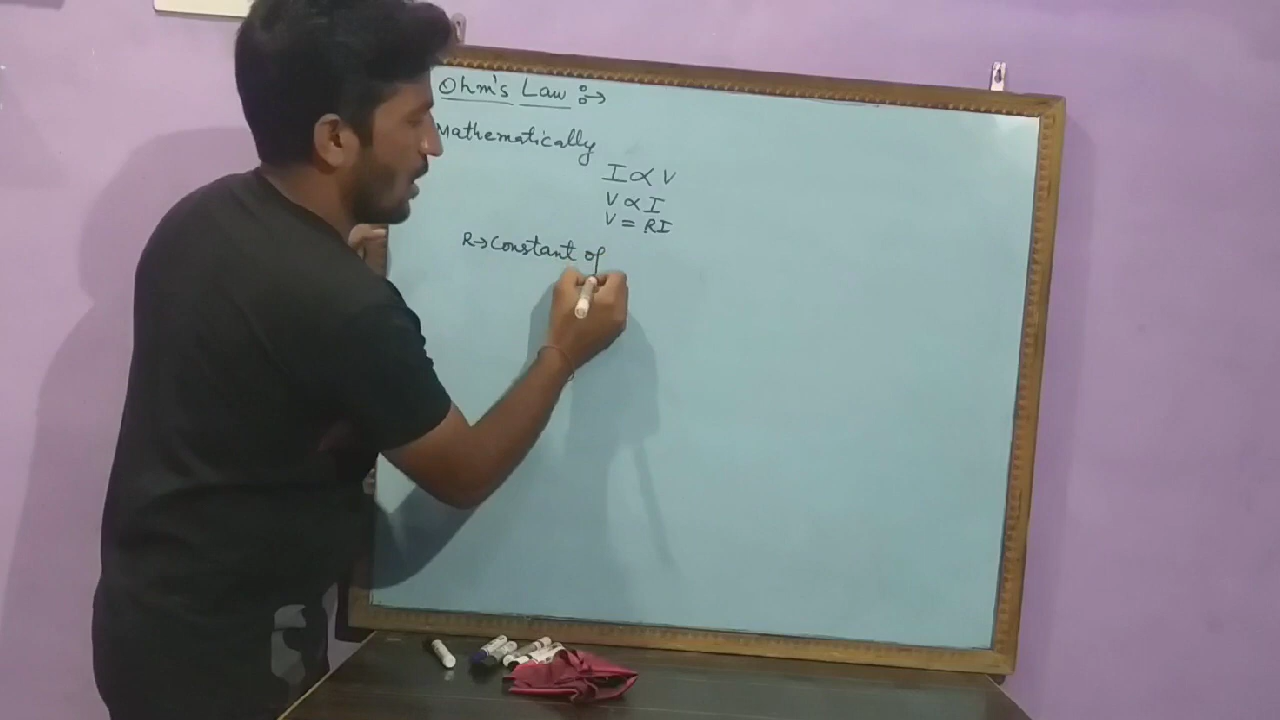 Ohm's Law :→
Mathematically
I ∝ V
V ∝ I
V = RI
R→Constant of